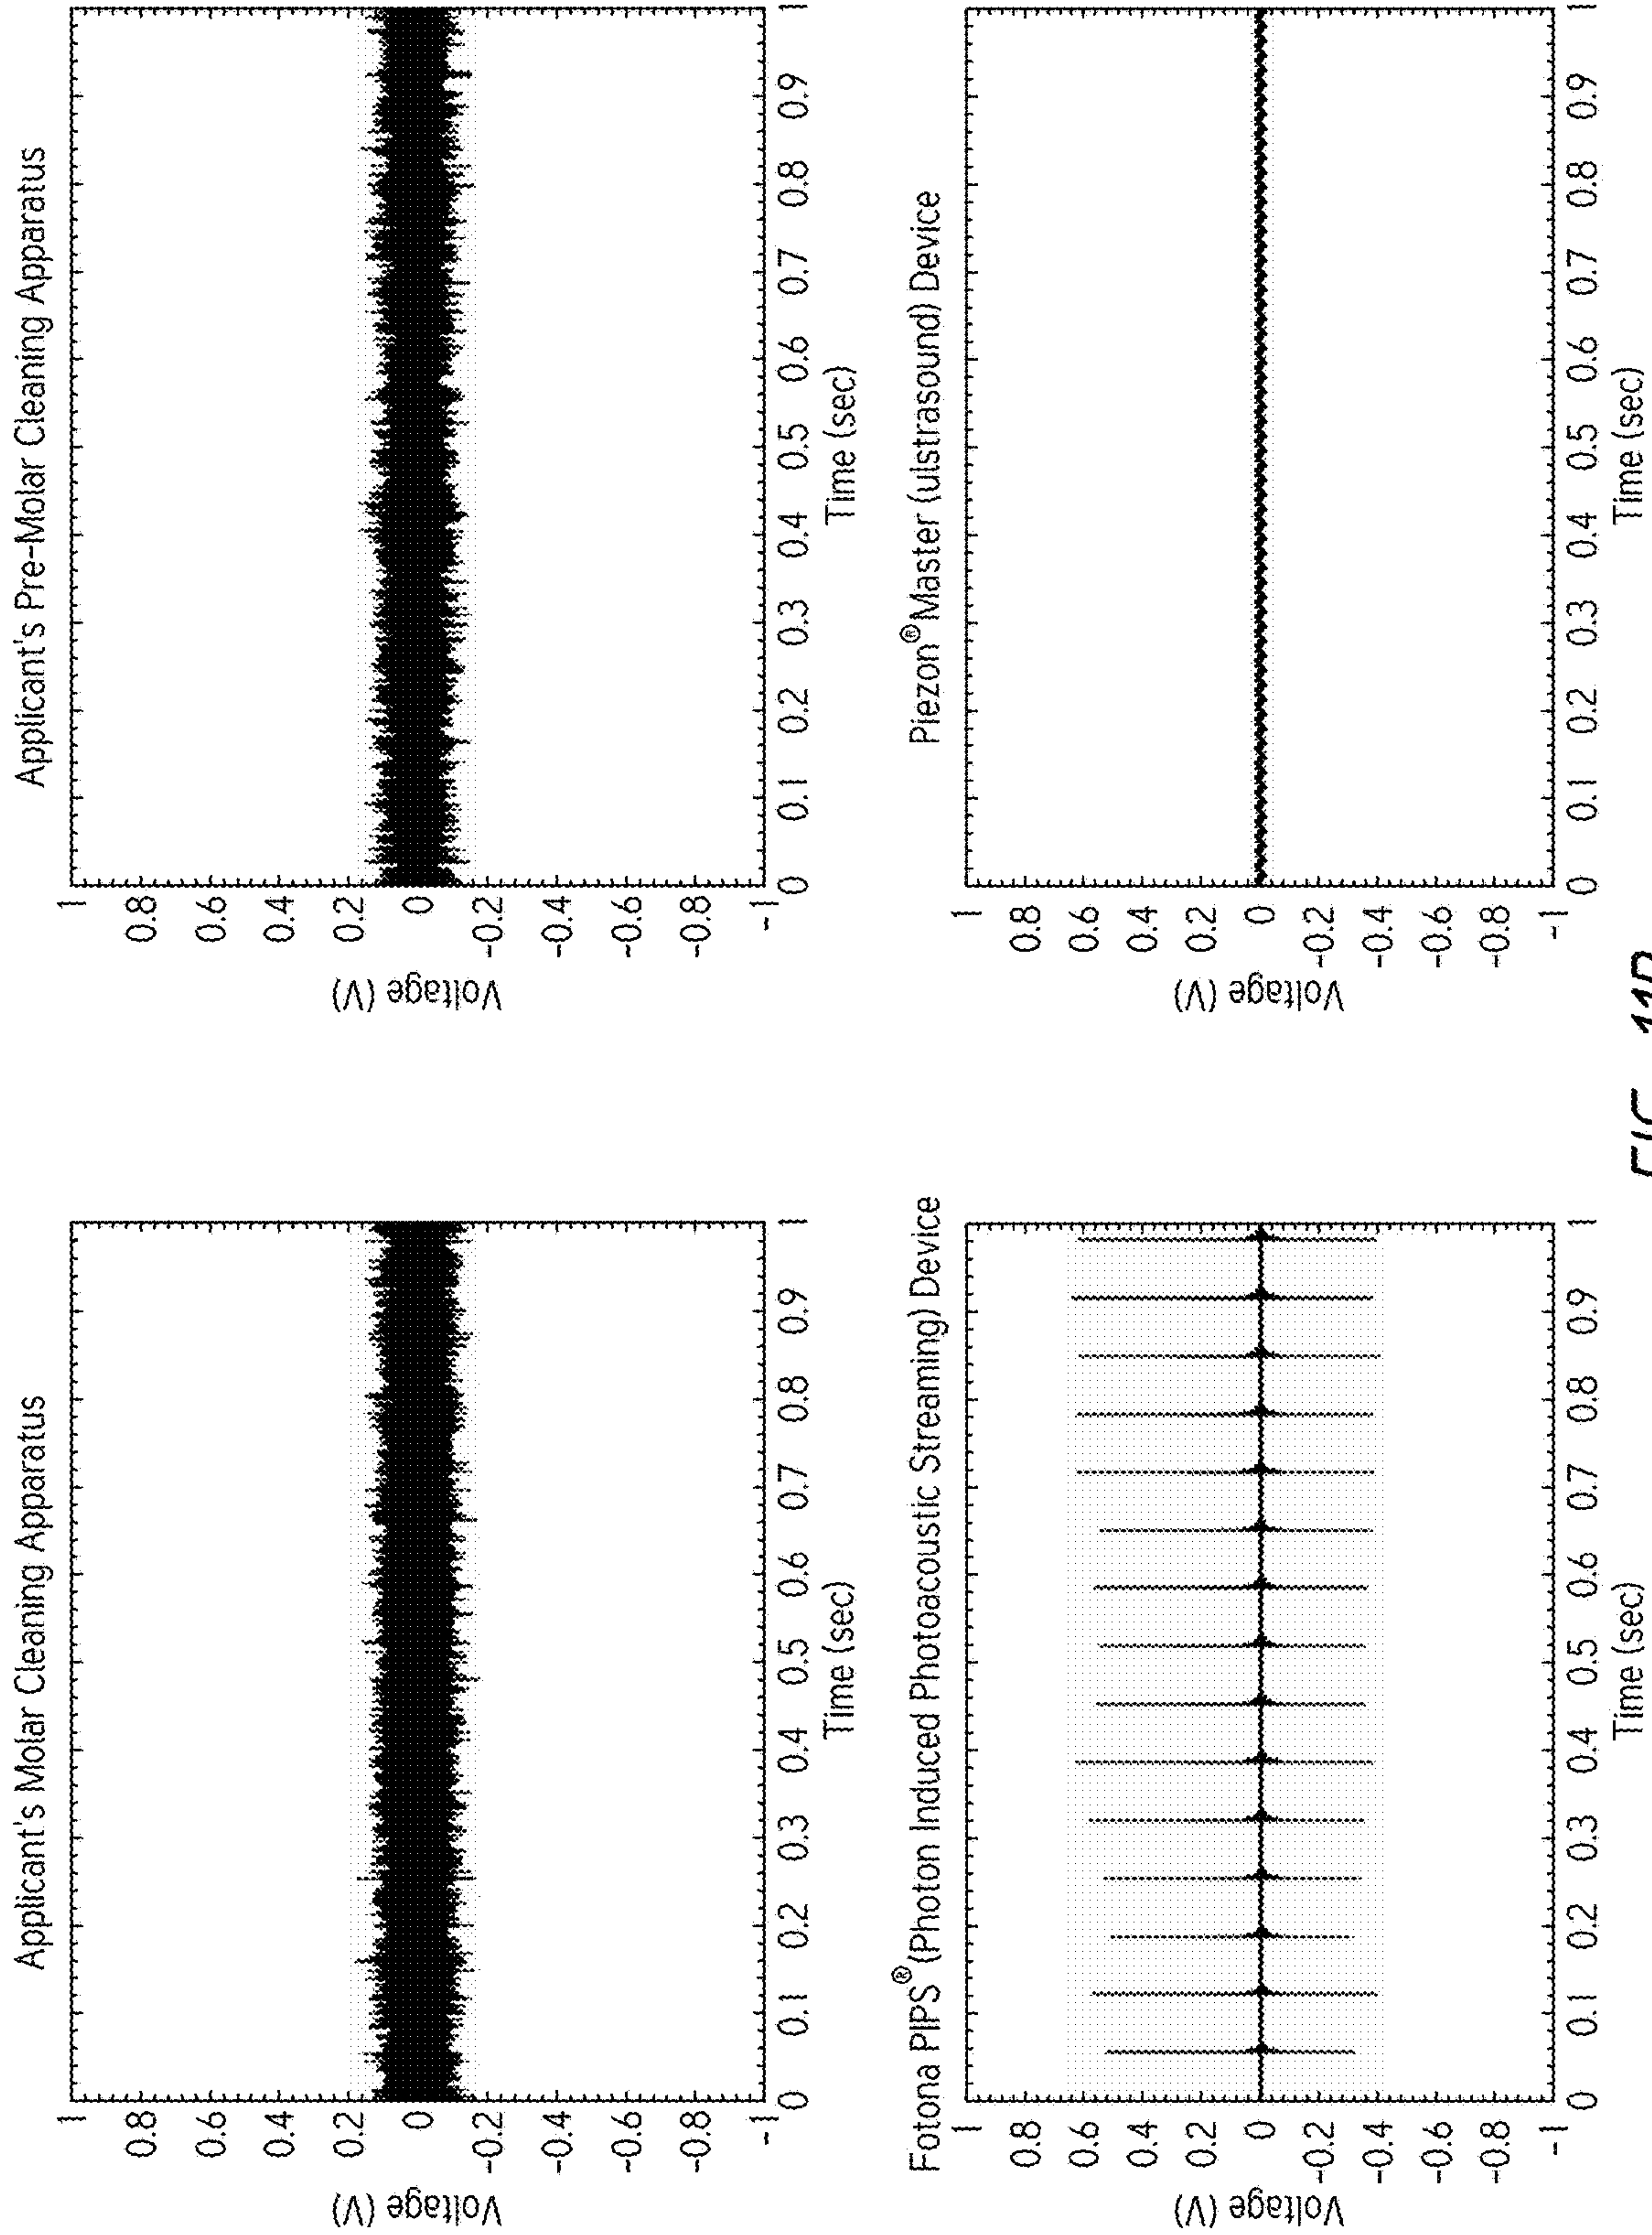 Applicant's Molar Cleaning Apparatus
1
0.8
0.6
0.4
0.2
0
-0.2
-0.4
-0.6
-0.8
-1
Voltage (V)
0 0.1 0.2 0.3 0.4 0.5 0.6 0.7 0.8 0.9 1
Time (sec)
Applicant's Pre-Molar Cleaning Apparatus
1
0.8
0.6
0.4
0.2
0
-0.2
-0.4
-0.6
-0.8
-1
Voltage (V)
0 0.1 0.2 0.3 0.4 0.5 0.6 0.7 0.8 0.9 1
Time (sec)
Fotona PIPS® (Photon Induced Photoacoustic Streaming) Device
1
0.8
0.6
0.4
0.2
0
-0.2
-0.4
-0.6
-0.8
-1
Voltage (V)
0 0.1 0.2 0.3 0.4 0.5 0.6 0.7 0.8 0.9 1
Time (sec)
Piezon® Master (ulstrasound) Device
1
0.8
0.6
0.4
0.2
0
-0.2
-0.4
-0.6
-0.8
-1
Voltage (V)
0 0.1 0.2 0.3 0.4 0.5 0.6 0.7 0.8 0.9 1
Time (sec)